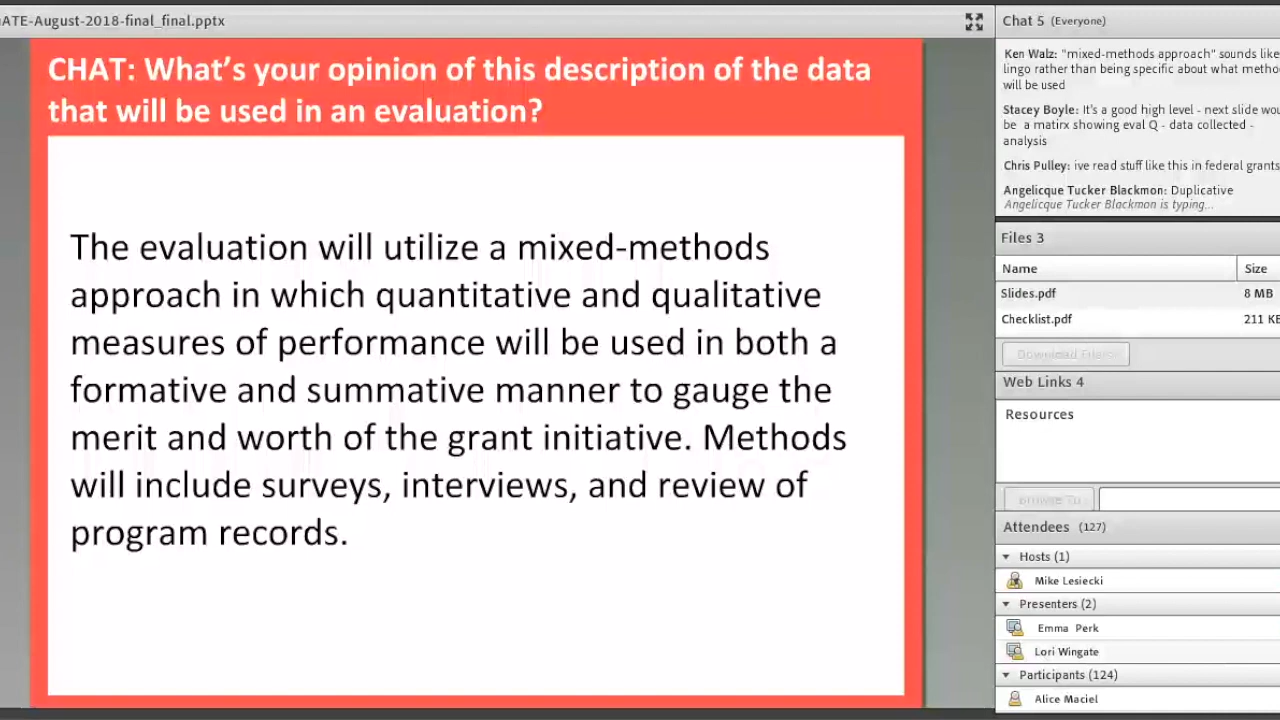 ATE-August-2018-final_final.pptx
CHAT: What's your opinion of this description of the data
that will be used in an evaluation?
The evaluation will utilize a mixed-methods
approach in which quantitative and qualitative
measures of performance will be used in both a
formative and summative manner to gauge the
merit and worth of the grant initiative. Methods
will include surveys, interviews, and review of
program records.
Chat 5 (Everyone)
Ken Walz: "mixed-methods approach" sounds like
lingo rather than being specific about what metho
will be used
Stacey Boyle: It's a good high level - next slide wou
be a matirx showing eval Q - data collected -
analysis
Chris Pulley: ive read stuff like this in federal grants
Angelicque Tucker Blackmon: Duplicative
Angelicque Tucker Blackmon is typing...
Files 3
Name Size
Slides.pdf 8 MB
Checklist.pdf 211 KB
Download File(s)
Web Links 4
Resources
Browse To
Attendees (127)
Hosts (1)
Mike Lesiecki
Presenters (2)
Emma Perk
Lori Wingate
Participants (124)
Alice Maciel